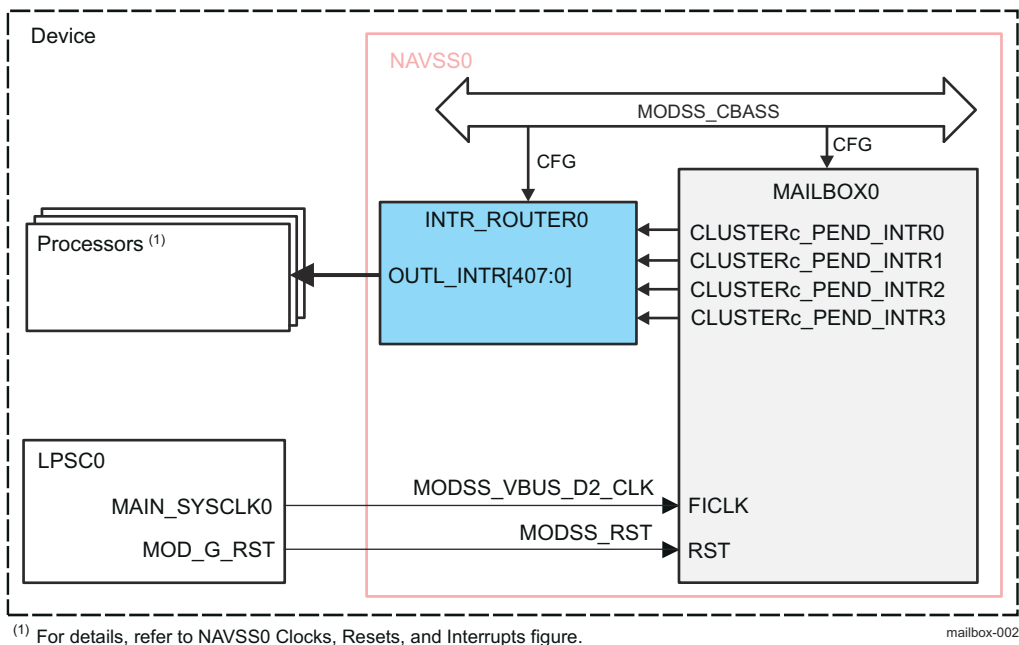 Device
NAVSS0
MODSS_CBASS
CFG
CFG
MAILBOX0
INTR_ROUTER0
CLUSTERc_PEND_INTR0
Processors (1)
CLUSTERc_PEND_INTR1
OUTL_INTR[407:0]
CLUSTERc_PEND_INTR2
CLUSTERc_PEND_INTR3
LPSC0
MAIN_SYSCLK0
MODSS_VBUS_D2_CLK
FICLK
MOD_G_RST
MODSS_RST
RST
(1) For details, refer to NAVSS0 Clocks, Resets, and Interrupts figure.
mailbox-002